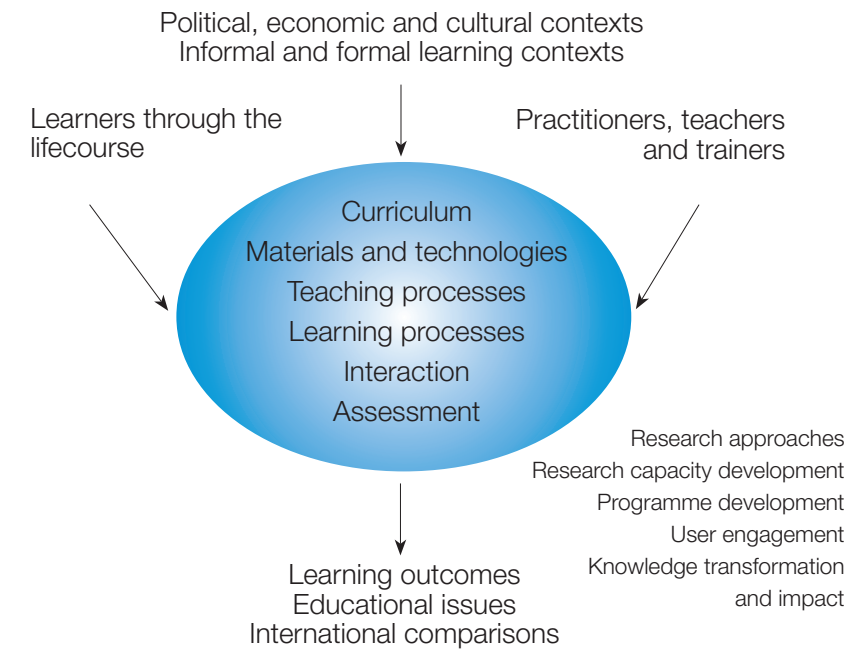 Political, economic and cultural contexts
Informal and formal learning contexts
Learners through the
lifecourse
Practitioners, teachers
and trainers
Curriculum
Materials and technologies
Teaching processes
Learning processes
Interaction
Assessment
Research approaches
Research capacity development
Programme development
User engagement
Knowledge transformation
and impact
Learning outcomes
Educational issues
International comparisons